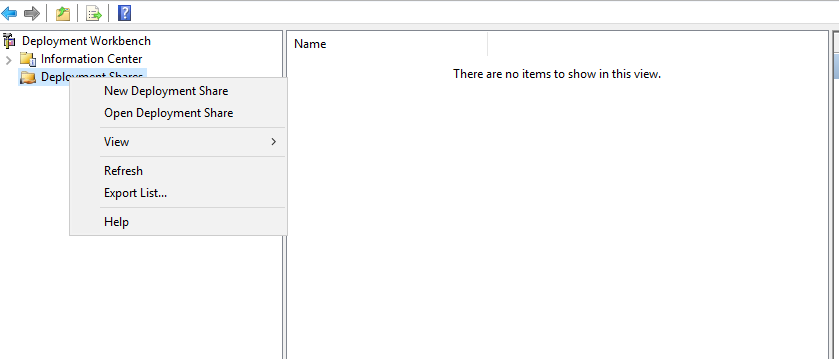 Deployment Workbench
Information Center
Deployment Shares
New Deployment Share
Open Deployment Share
View
Refresh
Export List...
Help
Name
There are no items to show in this view.